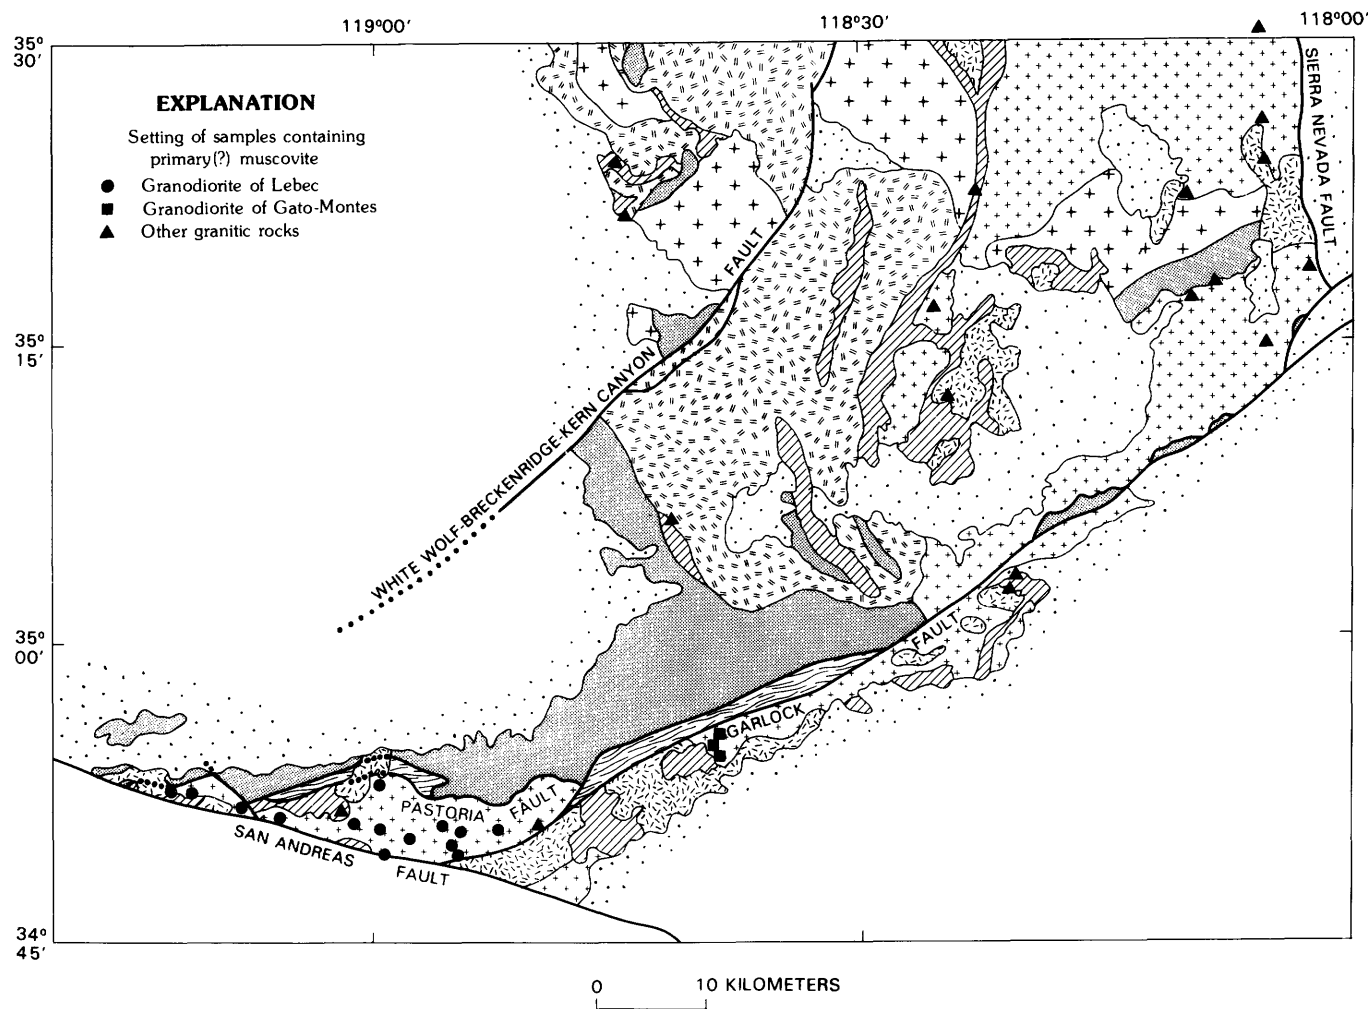 119°00'
118°30'
118°00'
35°
30'
EXPLANATION
Setting of samples containing
primary(?) muscovite
Granodiorite of Lebec
Granodiorite of Gato-Montes
Other granitic rocks
SIERRA NEVADA FAULT
FAULT
35°
15'
WHITE WOLF-BRECKENRIDGE-KERN CANYON
35°
00'
FAULT
GARLOCK
PASTORIA FAULT
SAN ANDREAS
FAULT
34°
45'
0 10 KILOMETERS